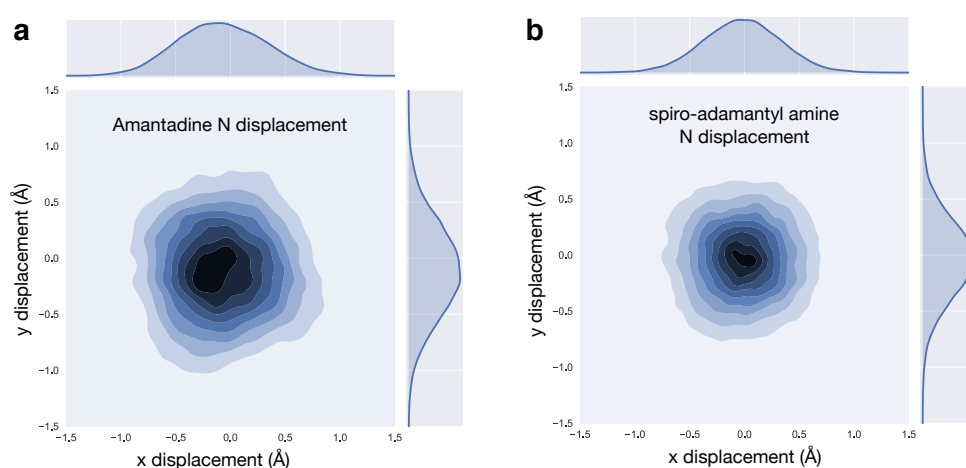 a
Amantadine N displacement
y displacement (Å)
1.5
1.0
0.5
0.0
−0.5
−1.0
−1.5
−1.5 −1.0 −0.5 0.0 0.5 1.0 1.5
x displacement (Å)
b
spiro-adamantyl amine
N displacement
y displacement (Å)
1.5
1.0
0.5
0.0
−0.5
−1.0
−1.5
−1.5 −1.0 −0.5 0.0 0.5 1.0 1.5
x displacement (Å)